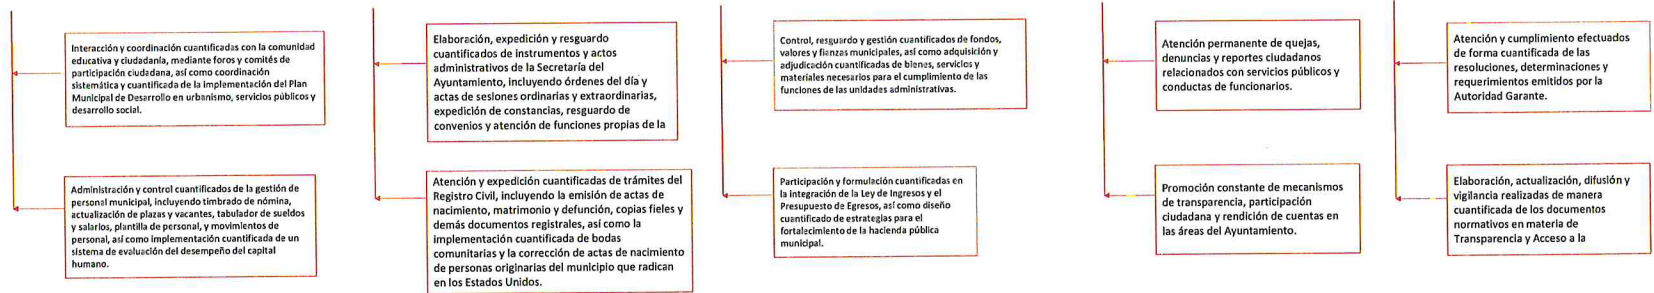 Interacción y coordinación cuantificadas con la comunidad
educativa y ciudadanía, mediante foros y comités de
participación ciudadana, así como coordinación
sistemática y cuantificada de la implementación del Plan
Municipal de Desarrollo en urbanismo, servicios públicos y
desarrollo social.
Administración y control cuantificados de la gestión de
personal municipal, incluyendo timbrado de nómina,
actualización de plazas y vacantes, tabulador de sueldos
y salarios, plantilla de personal, y movimientos de
personal, así como implementación cuantificada de un
sistema de evaluación del desempeño del capital
humano.
Elaboración, expedición y resguardo
cuantificados de instrumentos y actos
administrativos de la Secretaría del
Ayuntamiento, incluyendo órdenes del día y
actas de sesiones ordinarias y extraordinarias,
expedición de constancias, resguardo de
convenios y atención de funciones propias de la
Atención y expedición cuantificadas de trámites del
Registro Civil, incluyendo la emisión de actas de
nacimiento, matrimonio y defunción, copias fieles y
demás documentos registrales, así como la
implementación cuantificada de bodas
comunitarias y la corrección de actas de nacimiento
de personas originarias del municipio que radican
en los Estados Unidos.
Control, resguardo y gestión cuantificados de fondos,
valores y fianzas municipales, así como adquisición y
adjudicación cuantificadas de bienes, servicios y
materiales necesarios para el cumplimiento de las
funciones de las unidades administrativas.
Participación y formulación cuantificadas en
la integración de la Ley de Ingresos y el
Presupuesto de Egresos, así como diseño
cuantificado de estrategias para el
fortalecimiento de la hacienda pública
municipal.
Atención permanente de quejas,
denuncias y reportes ciudadanos
relacionados con servicios públicos y
conductas de funcionarios.
Promoción constante de mecanismos
de transparencia, participación
ciudadana y rendición de cuentas en
las áreas del Ayuntamiento.
Atención y cumplimiento efectuados
de forma cuantificada de las
resoluciones, determinaciones y
requerimientos emitidos por la
Autoridad Garante.
Elaboración, actualización, difusión y
vigilancia realizadas de manera
cuantificada de los documentos
normativos en materia de
Transparencia y Acceso a la